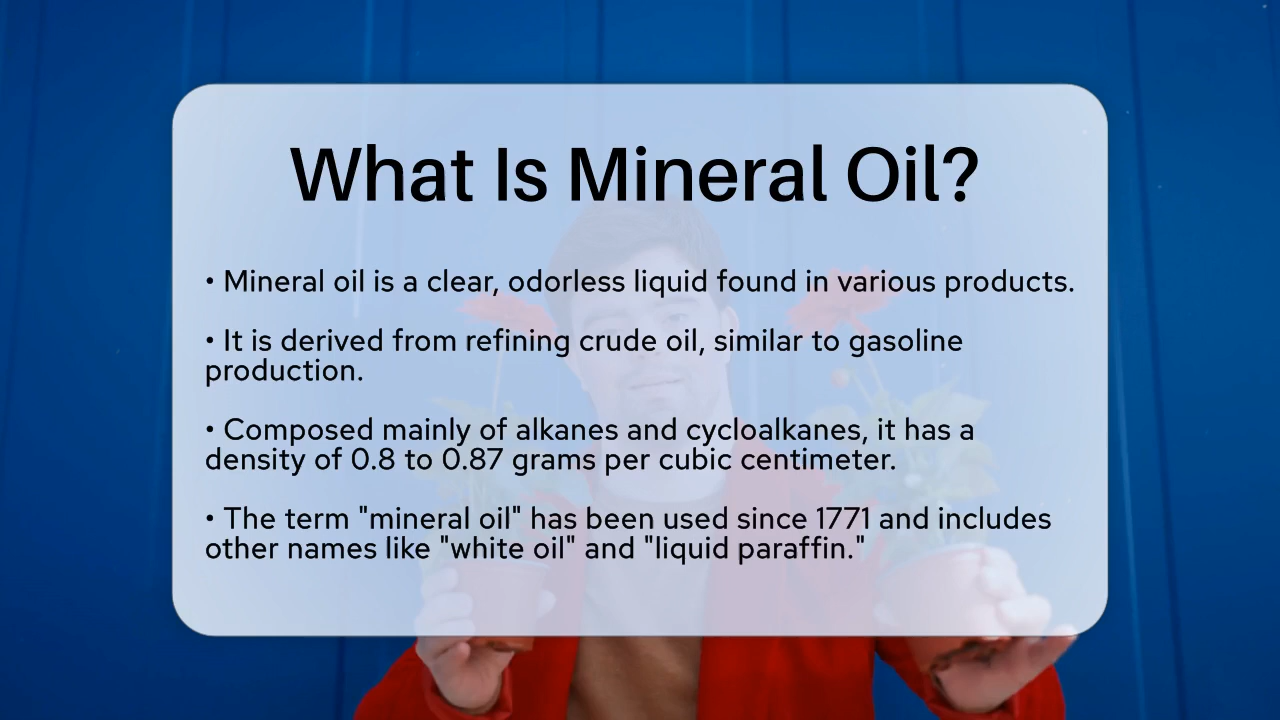 What Is Mineral Oil?
• Mineral oil is a clear, odorless liquid found in various products.
• It is derived from refining crude oil, similar to gasoline
production.
• Composed mainly of alkanes and cycloalkanes, it has a
density of 0.8 to 0.87 grams per cubic centimeter.
• The term "mineral oil" has been used since 1771 and includes
other names like "white oil" and "liquid paraffin."